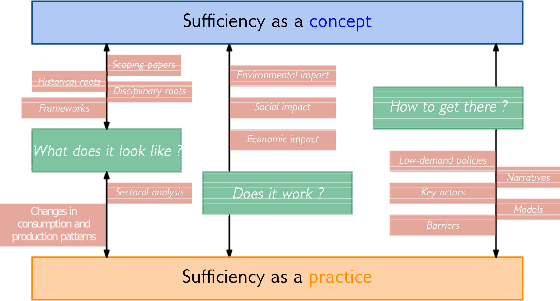 Sufficiency as a concept
Scoping papers
Historical roots
Disciplinary roots
Frameworks
What does it look like ?
Sectoral analysis
Changes in
consumption and
production patterns
Environmental impact
Social impact
Economic impact
Does it work ?
How to get there ?
Low-demand policies
Narratives
Key actors
Models
Barriers
Sufficiency as a practice